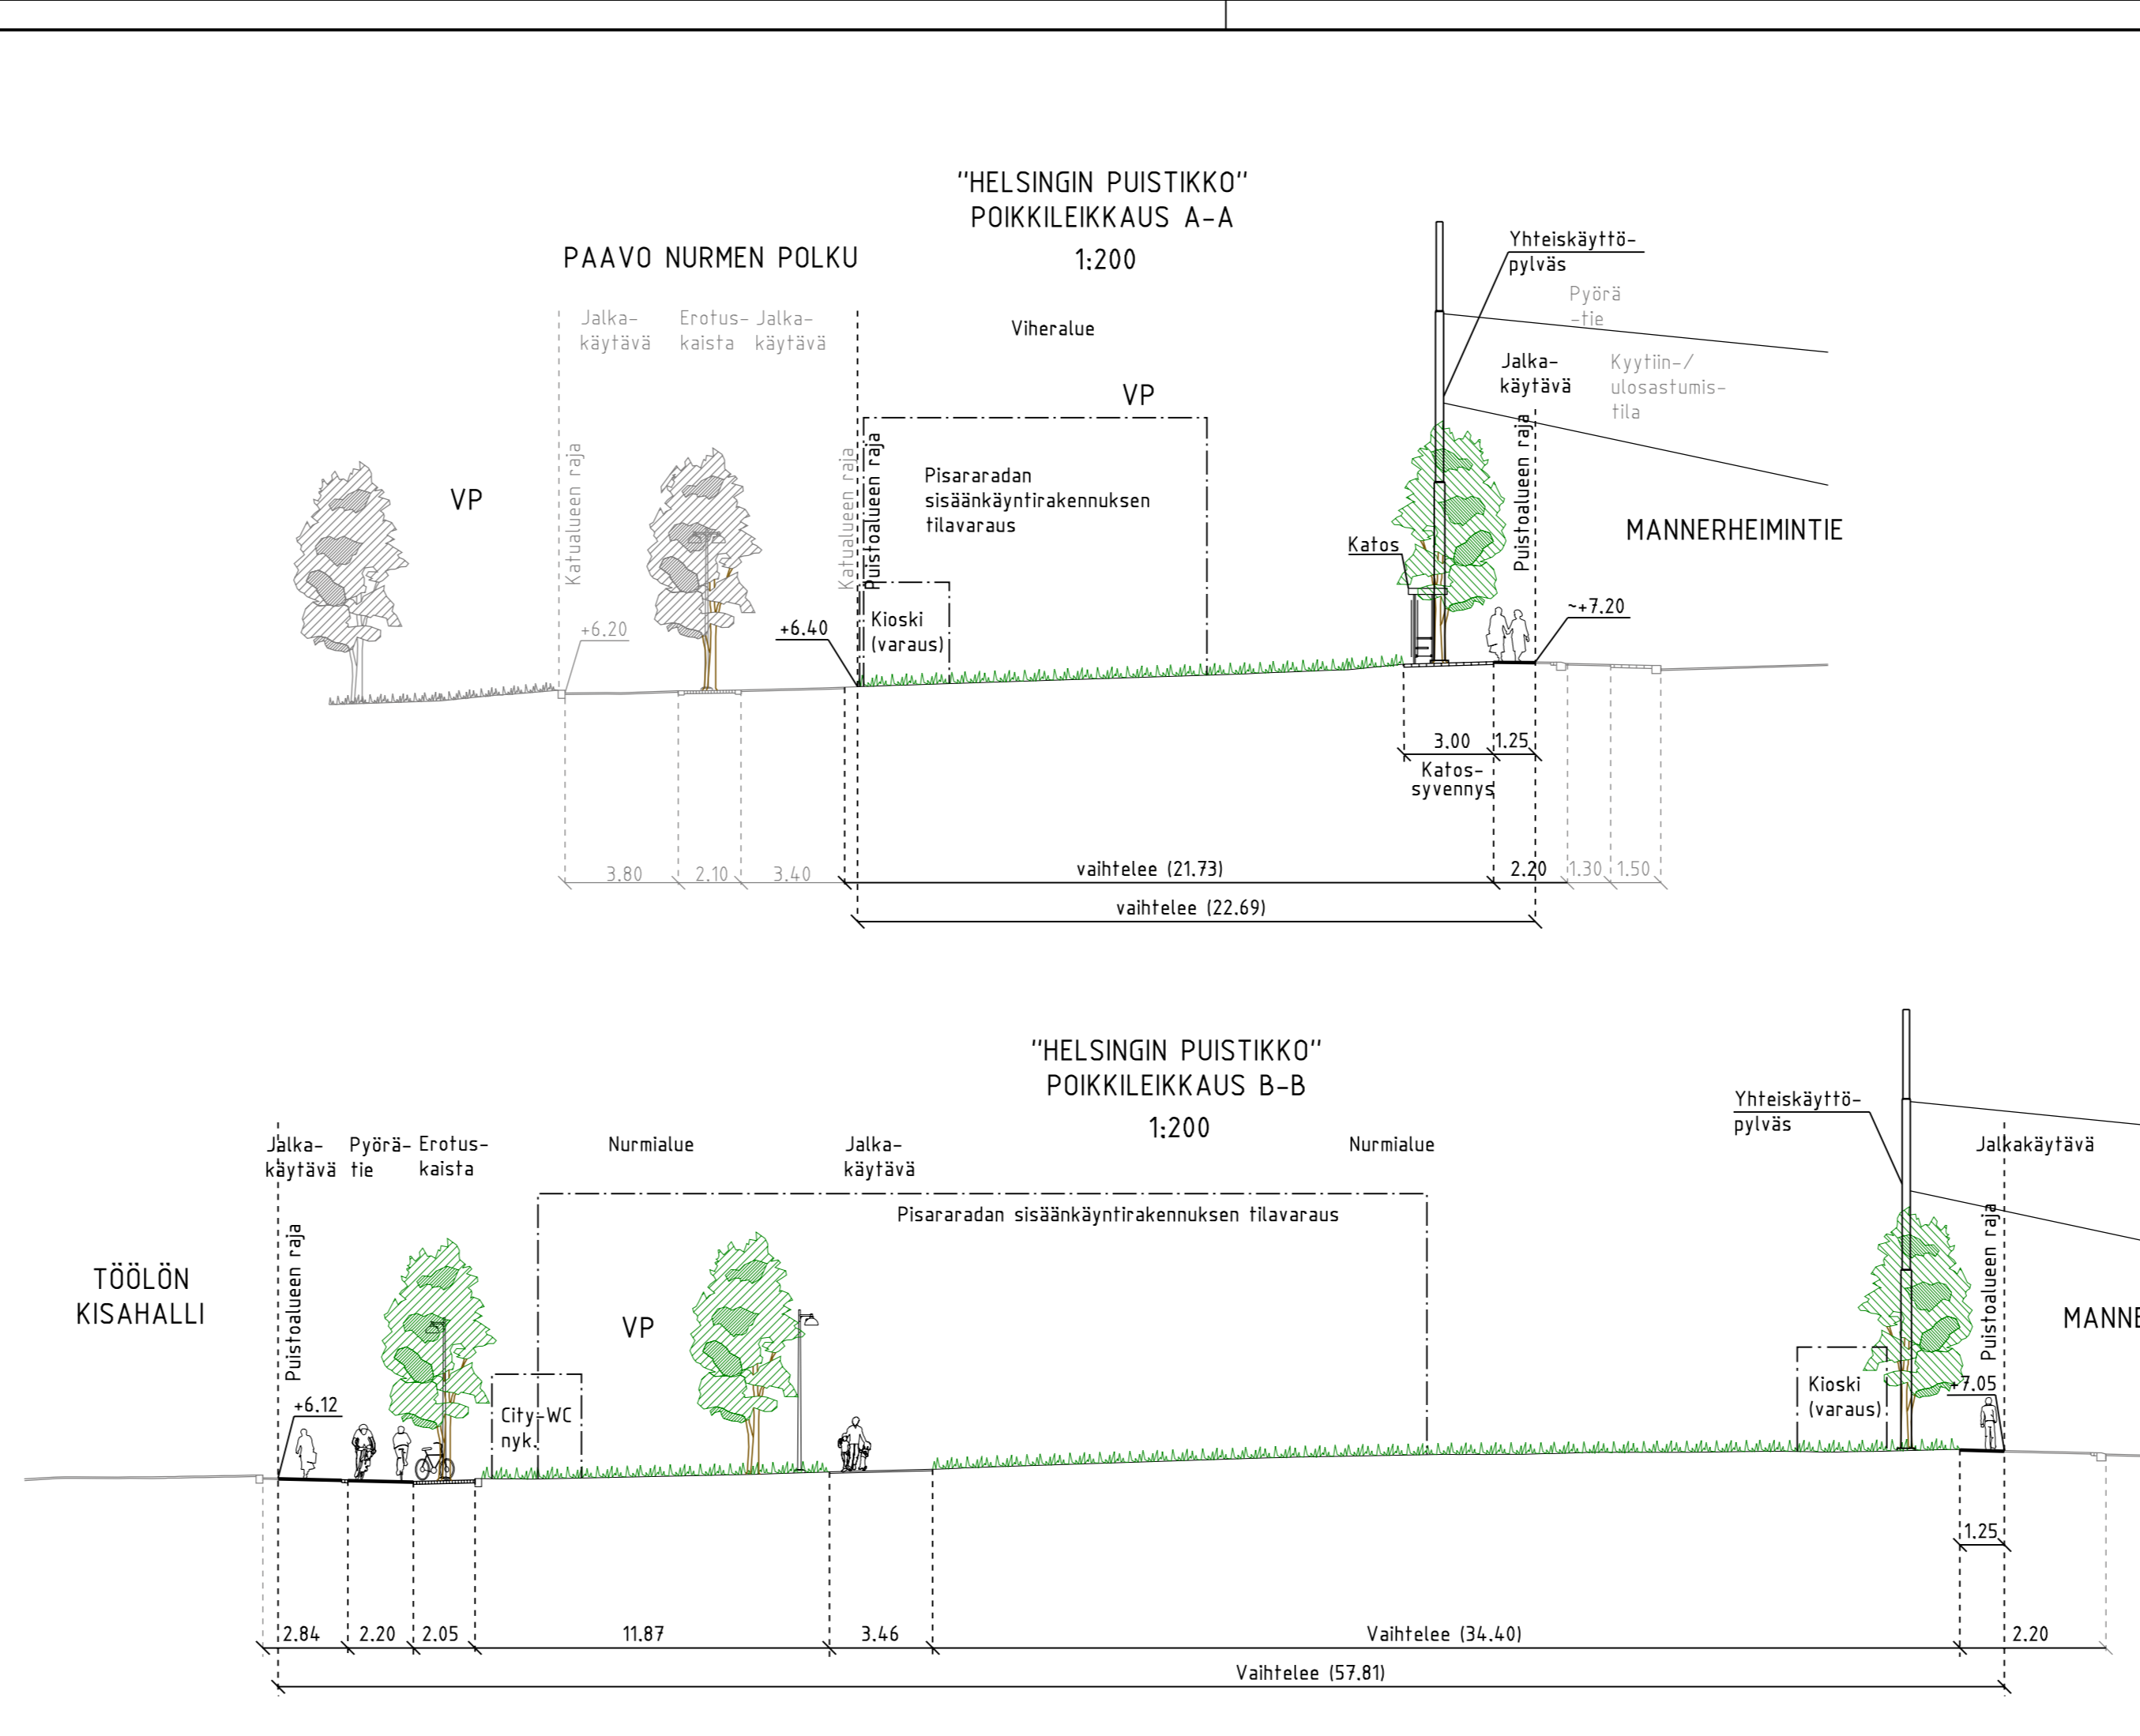 "HELSINGIN PUISTIKKO"
POIKKILEIKKAUS A-A
1:200
PAAVO NURMEN POLKU
Jalka-
käytävä
Erotus-
kaista
Jalka-
käytävä
Viheralue
Yhteiskäyttö-
pylväs
Pyörä
-tie
Jalka-
käytävä
Kyytiin-/
ulosastumis-
tila
VP
VP
Katualueen raja
Katualueen raja
Puistoalueen raja
Pisararadan
sisäänkäyntirakennuksen
tilavaraus
Kioski
(varaus)
Katos
Puistoalueen raja
MANNERHEIMINTIE
+6.20
+6.40
~+7.20
3.00
1.25
Katos-
syvennys
3.80
2.10
3.40
vaihtelee (21.73)
2.20
1.30
1.50
vaihtelee (22.69)
"HELSINGIN PUISTIKKO"
POIKKILEIKKAUS B-B
1:200
Jalka-
käytävä
Pyörä-
tie
Erotus-
kaista
Nurmialue
Jalka-
käytävä
Nurmialue
Yhteiskäyttö-
pylväs
Jalkakäytävä
Pisararadan sisäänkäyntirakennuksen tilavaraus
TÖÖLÖN
KISAHALLI
Puistoalueen raja
VP
Puistoalueen raja
MANNE
+6.12
City-WC
nyk.
Kioski
(varaus)
+7.05
1.25
2.84
2.20
2.05
11.87
3.46
Vaihtelee (34.40)
2.20
Vaihtelee (57.81)